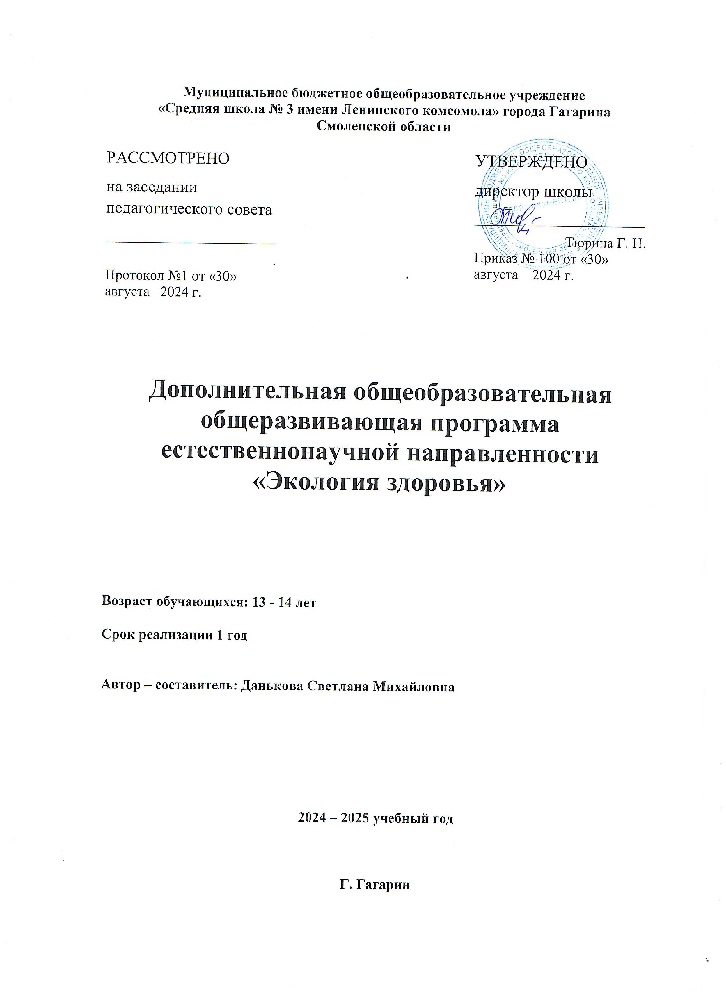 Муниципальное бюджетное общеобразовательное учреждение
«Средняя школа № 3 имени Ленинского комсомола» города Гагарина
Смоленской области
РАССМОТРЕНО
на заседании
педагогического совета
Протокол №1 от «30»
августа 2024 г.
УТВЕРЖДЕНО
директор школы
Тюрина Г. Н.
Приказ № 100 от «30»
августа 2024 г.
Дополнительная общеобразовательная
общеразвивающая программа
естественнонаучной направленности
«Экология здоровья»
Возраст обучающихся: 13 - 14 лет
Срок реализации 1 год
Автор – составитель: Данькова Светлана Михайловна
2024 – 2025 учебный год
Г. Гагарин